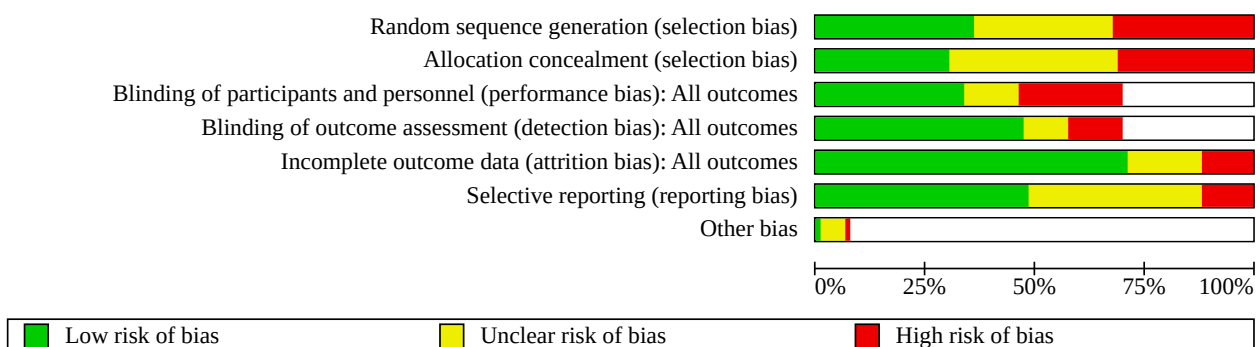 Random sequence generation (selection bias)
Allocation concealment (selection bias)
Blinding of participants and personnel (performance bias): All outcomes
Blinding of outcome assessment (detection bias): All outcomes
Incomplete outcome data (attrition bias): All outcomes
Selective reporting (reporting bias)
Other bias
0% 25% 50% 75% 100%
Low risk of bias Unclear risk of bias High risk of bias